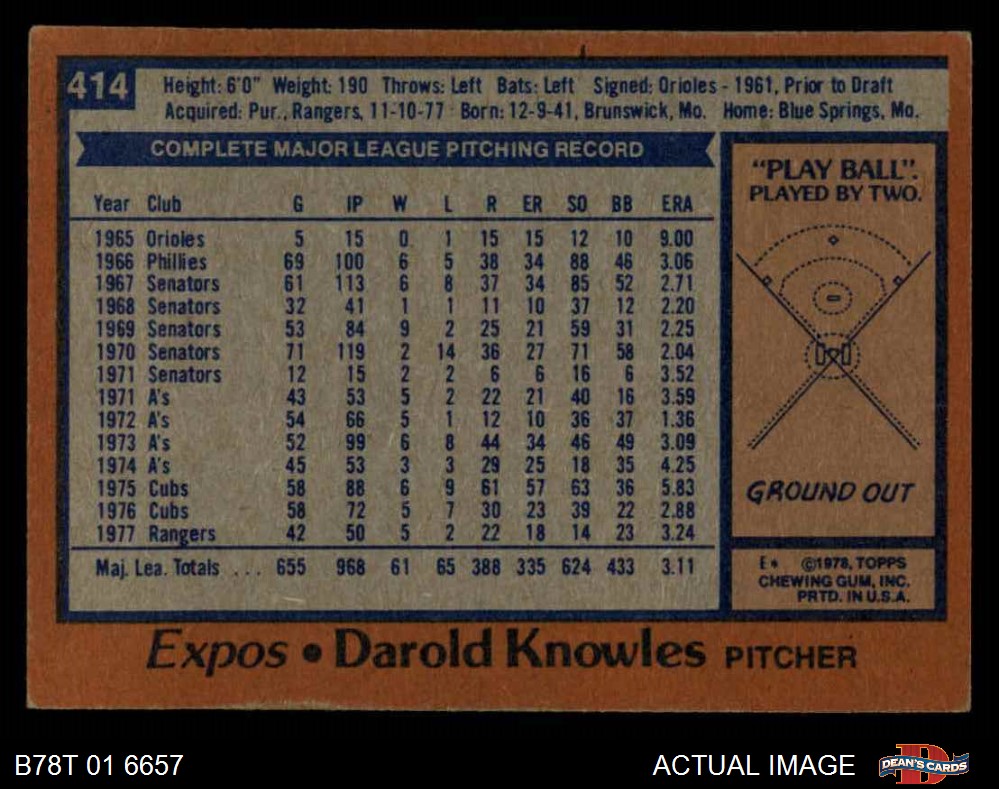 414
Height: 6'0" Weight: 190 Throws: Left Bats: Left Signed: Orioles - 1961, Prior to Draft
Acquired: Pur., Rangers, 11-10-77 Born: 12-9-41, Brunswick, Mo. Home: Blue Springs, Mo.
COMPLETE MAJOR LEAGUE PITCHING RECORD
Year Club G IP W L R ER SO BB ERA
1965 Orioles 5 15 0 1 15 15 12 10 9.00
1966 Phillies 69 100 6 5 38 34 88 46 3.06
1967 Senators 61 113 6 8 37 34 85 52 2.71
1968 Senators 32 41 1 1 11 10 37 12 2.20
1969 Senators 53 84 9 2 25 21 59 31 2.25
1970 Senators 71 119 2 14 36 27 71 58 2.04
1971 Senators 12 15 2 2 6 6 16 6 3.52
1971 A's 43 53 5 2 22 21 40 16 3.59
1972 A's 54 66 5 1 12 10 36 37 1.36
1973 A's 52 99 6 8 44 34 46 49 3.09
1974 A's 45 53 3 3 29 25 18 35 4.25
1975 Cubs 58 88 6 9 61 57 63 36 5.83
1976 Cubs 58 72 5 7 30 23 39 22 2.88
1977 Rangers 42 50 5 2 22 18 14 23 3.24
Maj. Lea. Totals ... 655 968 61 65 388 335 624 433 3.11
"PLAY BALL".
PLAYED BY TWO.
GROUND OUT
E* ©1978, TOPPS
CHEWING GUM, INC.
PRTD. IN U.S.A.
Expos • Darold Knowles PITCHER
B78T 01 6657
ACTUAL IMAGE
D
DEAN'S CARDS